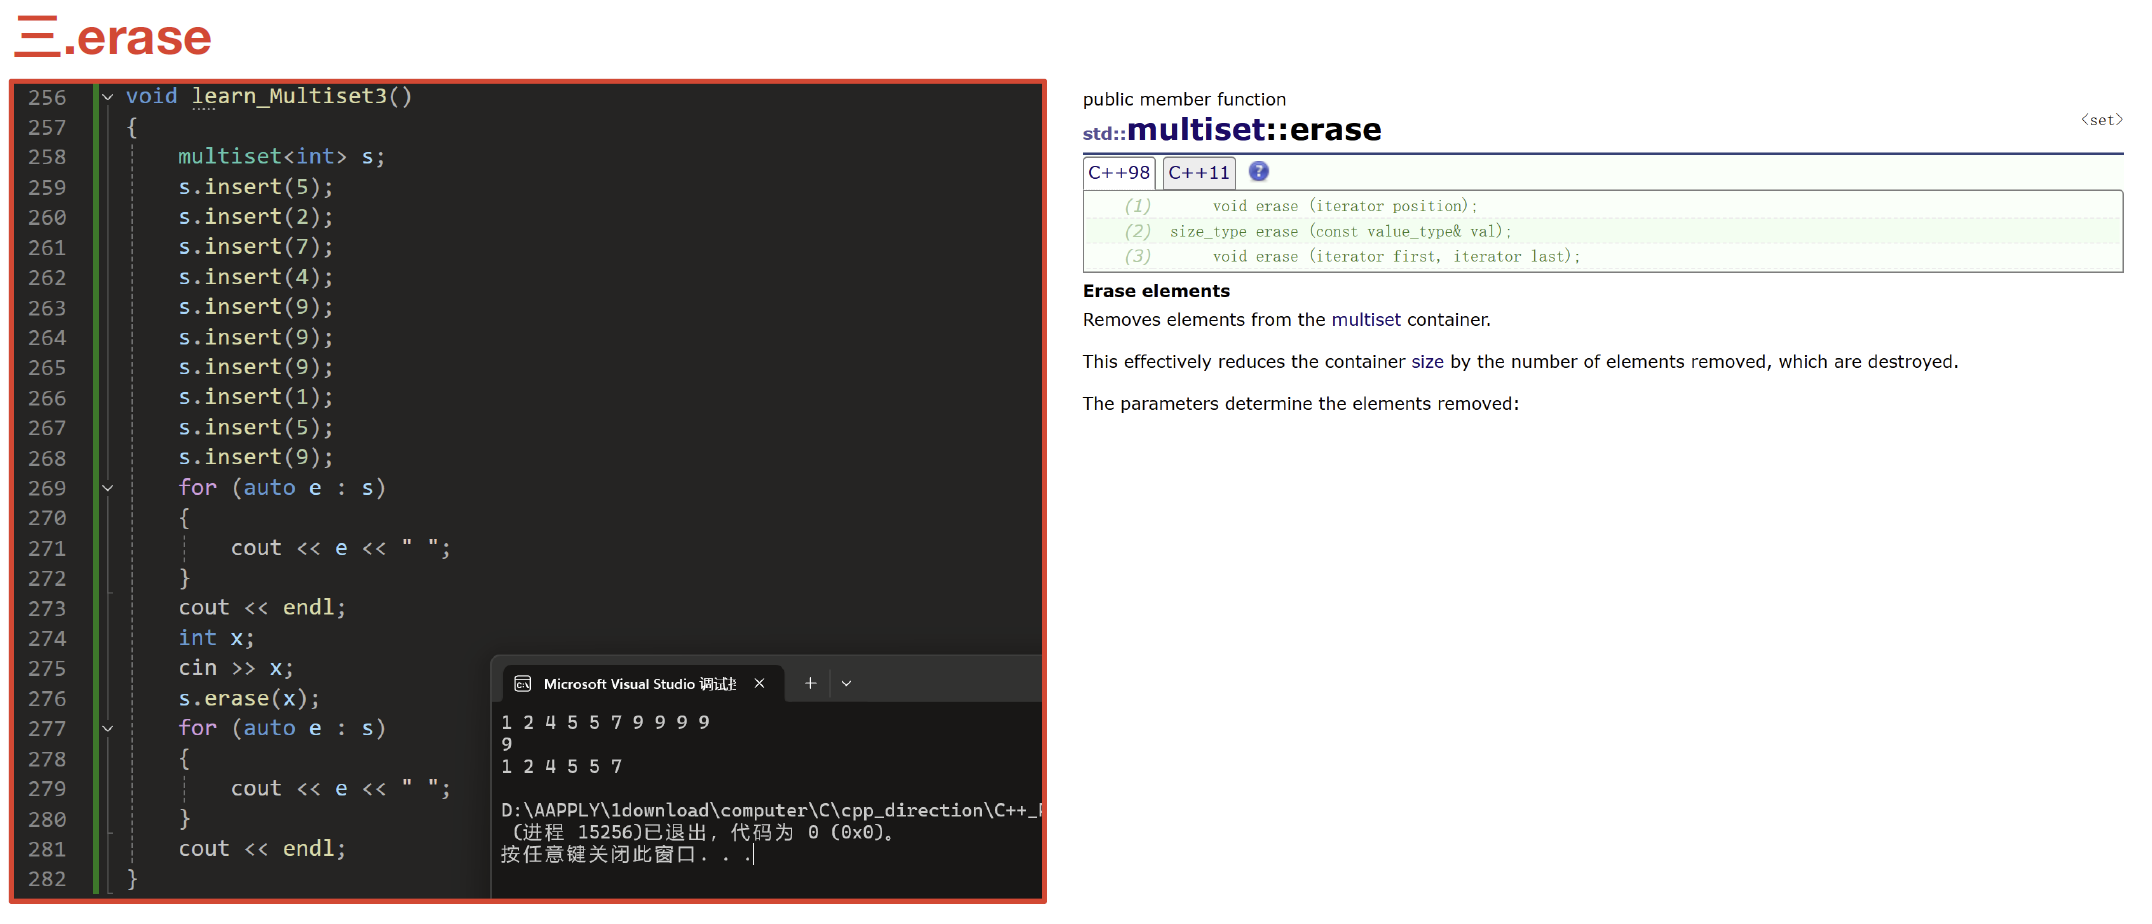 三.erase
256 void learn_Multiset3()
257 {
258 multiset<int> s;
259 s.insert(5);
260 s.insert(2);
261 s.insert(7);
262 s.insert(4);
263 s.insert(9);
264 s.insert(9);
265 s.insert(9);
266 s.insert(1);
267 s.insert(5);
268 s.insert(9);
269 for (auto e : s)
270 {
271 cout << e << " ";
272 }
273 cout << endl;
274 int x;
275 cin >> x;
276 s.erase(x);
277 for (auto e : s)
278 {
279 cout << e << " ";
280 }
281 cout << endl;
282 }
Microsoft Visual Studio 调试
1 2 4 5 5 7 9 9 9 9
9
1 2 4 5 5 7
D:\AAPPLY\1download\computer\C\cpp_direction\C++_
(进程 15256)已退出，代码为 0 (0x0)。
按任意键关闭此窗口. . .
public member function
<set>
std::multiset::erase
C++98 C++11 ?
(1) void erase (iterator position);
(2) size_type erase (const value_type& val);
(3) void erase (iterator first, iterator last);
Erase elements
Removes elements from the multiset container.
This effectively reduces the container size by the number of elements removed, which are destroyed.
The parameters determine the elements removed: